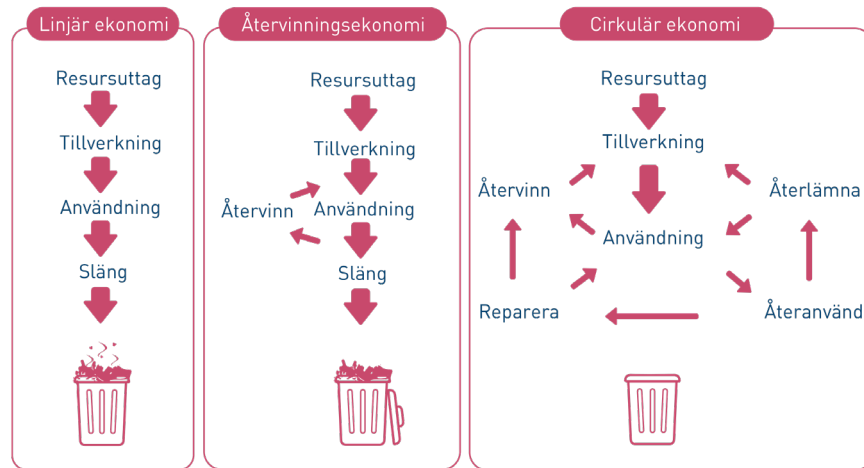 Linjär ekonomi
Resursuttag
Tillverkning
Användning
Släng
Återvinningsekonomi
Resursuttag
Tillverkning
Återvinn
Användning
Släng
Cirkulär ekonomi
Resursuttag
Tillverkning
Återvinn
Återlämna
Användning
Reparera
Återanvänd